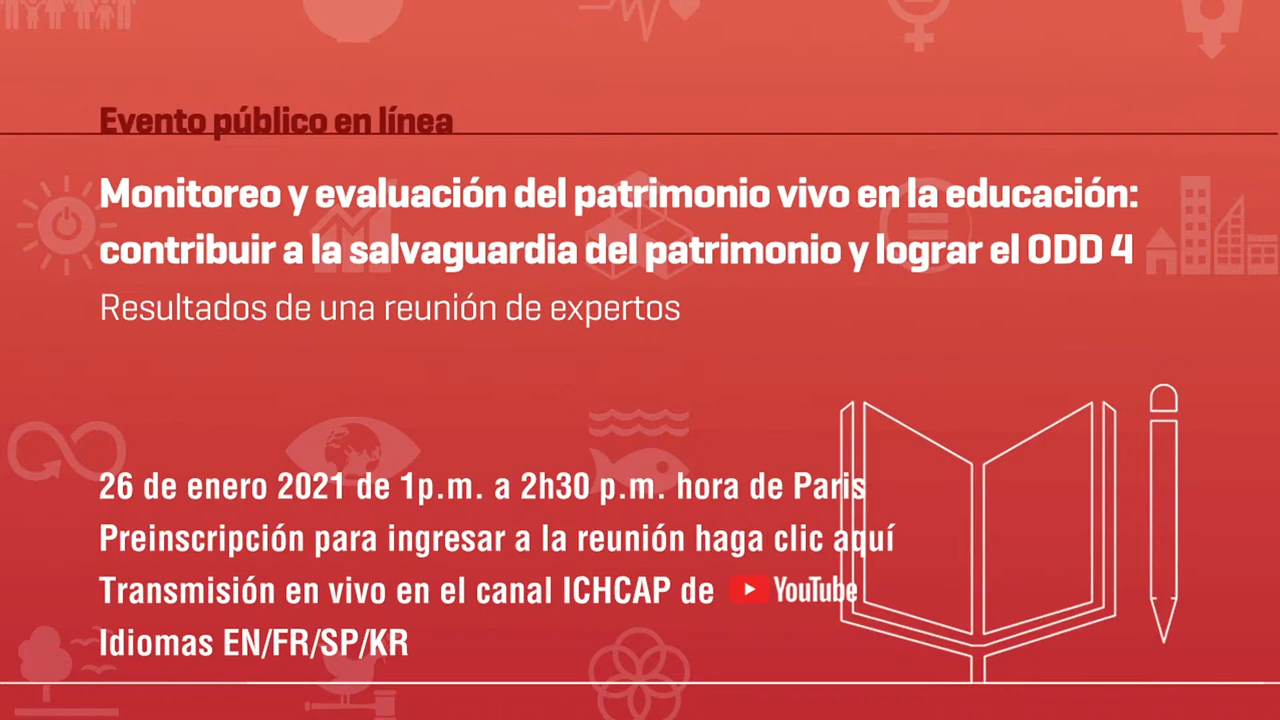 Evento público en línea
Monitoreo y evaluación del patrimonio vivo en la educación:
contribuir a la salvaguardia del patrimonio y lograr el ODD 4
Resultados de una reunión de expertos
26 de enero 2021 de 1p.m. a 2h30 p.m. hora de Paris
Preinscripción para ingresar a la reunión haga clic aquí
Transmisión en vivo en el canal ICHCAP de YouTube
Idiomas EN/FR/SP/KR